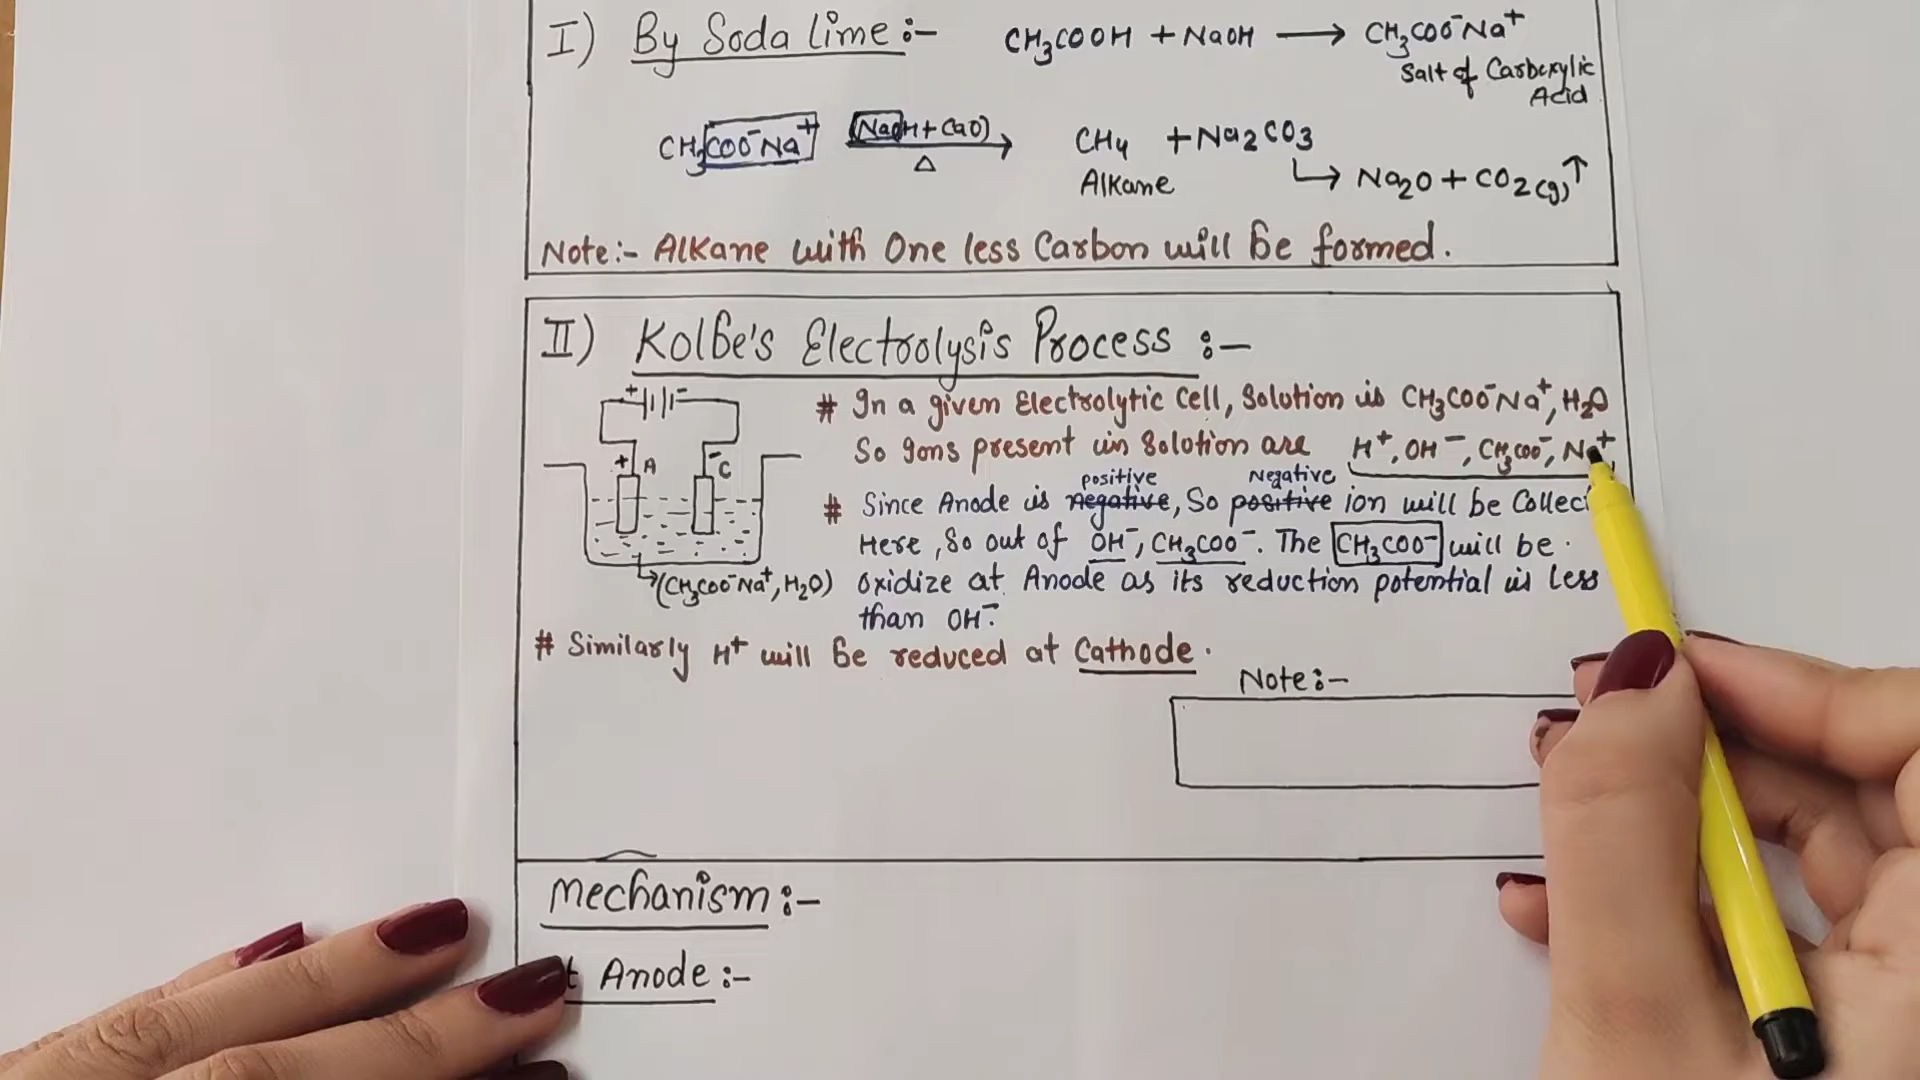 I) By Soda lime :- CH₃COOH + NaOH ⟶ CH₃COO⁻Na⁺
Salt of Carboxylic
Acid
CH₃COO⁻Na⁺ (NaOH + CaO) CH₄ + Na₂CO₃
△
Alkane ↳ Na₂O + CO₂(g)↑
Note:- Alkane with One less Carbon will be formed.
II) Kolbe's Electrolysis Process :-
+ -
# In a given Electrolytic Cell, Solution is CH₃COO⁻Na⁺, H₂O
So Ions present in Solution are H⁺, OH⁻, CH₃COO⁻, Na⁺
+ A - C
positive Negative
# Since Anode is negative, So positive ion will be Collec
Here, So out of OH⁻, CH₃COO⁻. The CH₃COO⁻ will be
(CH₃COO⁻Na⁺, H₂O)
oxidize at Anode as its reduction potential is Less
than OH⁻.
# Similarly H⁺ will be reduced at Cathode.
Note:-
Mechanism :-
t Anode :-